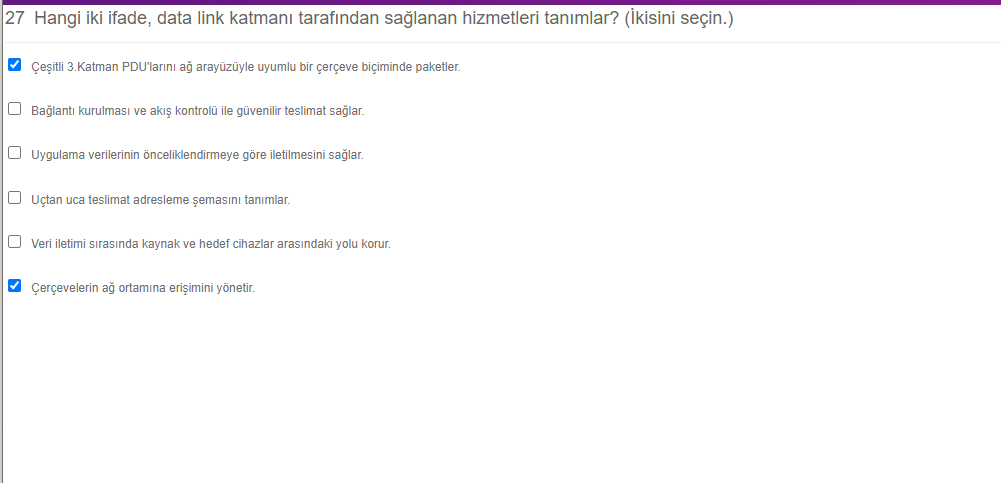 27 Hangi iki ifade, data link katmanı tarafından sağlanan hizmetleri tanımlar? (İkisini seçin.)
Çeşitli 3.Katman PDU'larını ağ arayüzüyle uyumlu bir çerçeve biçiminde paketler.
Bağlantı kurulması ve akış kontrolü ile güvenilir teslimat sağlar.
Uygulama verilerinin önceliklendirmeye göre iletilmesini sağlar.
Uçtan uca teslimat adresleme şemasını tanımlar.
Veri iletimi sırasında kaynak ve hedef cihazlar arasındaki yolu korur.
Çerçevelerin ağ ortamına erişimini yönetir.